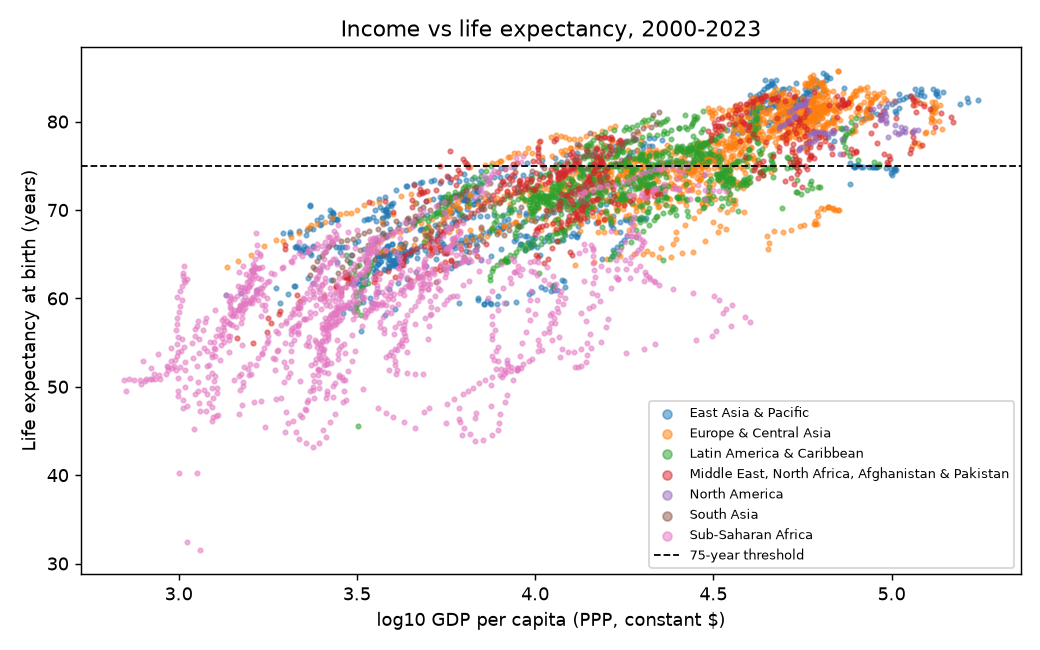 Income vs life expectancy, 2000-2023
Life expectancy at birth (years)
80
70
60
50
40
30
East Asia & Pacific
Europe & Central Asia
Latin America & Caribbean
Middle East, North Africa, Afghanistan & Pakistan
North America
South Asia
Sub-Saharan Africa
75-year threshold
3.0 3.5 4.0 4.5 5.0
log10 GDP per capita (PPP, constant $)